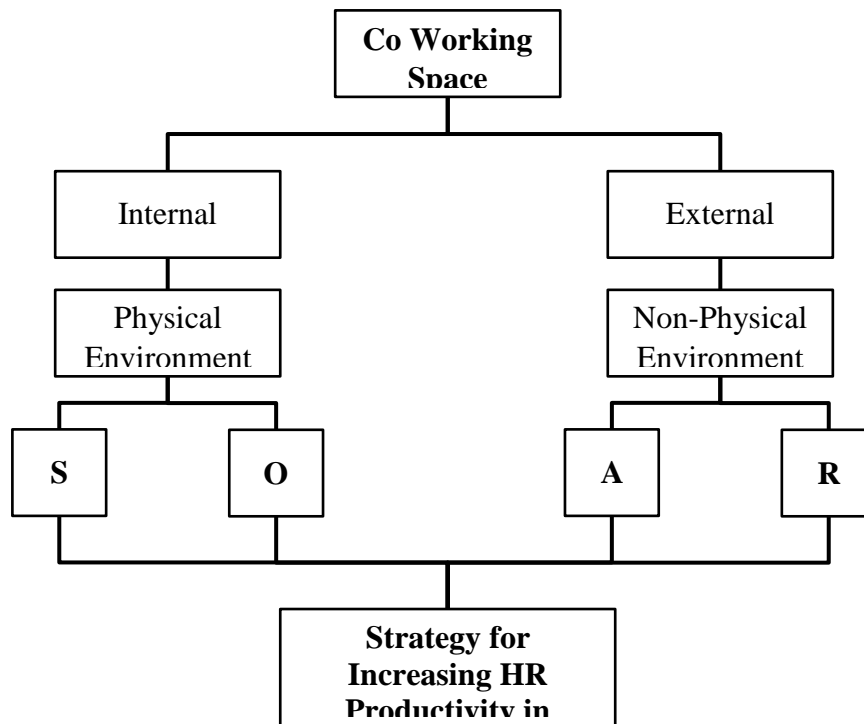 Co Working
Space
Internal
External
Physical
Environment
Non-Physical
Environment
S
O
A
R
Strategy for
Increasing HR
Productivity in